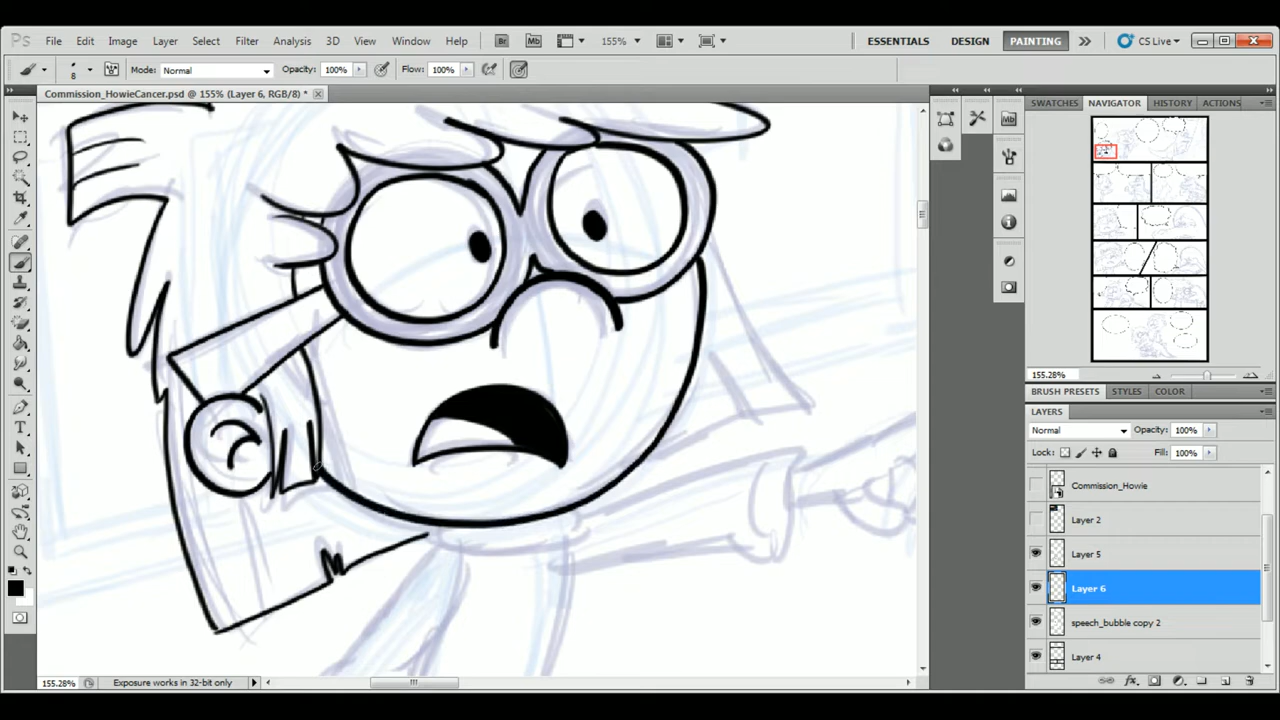 Ps File Edit Image Layer Select Filter Analysis 3D View Window Help Br Mb 155% ESSENTIALS DESIGN PAINTING CS Live
8 Mode: Normal Opacity: 100% Flow: 100%
Commission_HowieCancer.psd @ 155% (Layer 6, RGB/8) *
SWATCHES NAVIGATOR HISTORY ACTIONS
Mb
155.28%
BRUSH PRESETS STYLES COLOR
LAYERS
Normal Opacity: 100%
Lock: Fill: 100%
Commission_Howie
Layer 2
Layer 5
Layer 6
speech_bubble copy 2
Layer 4
155.28% Exposure works in 32-bit only